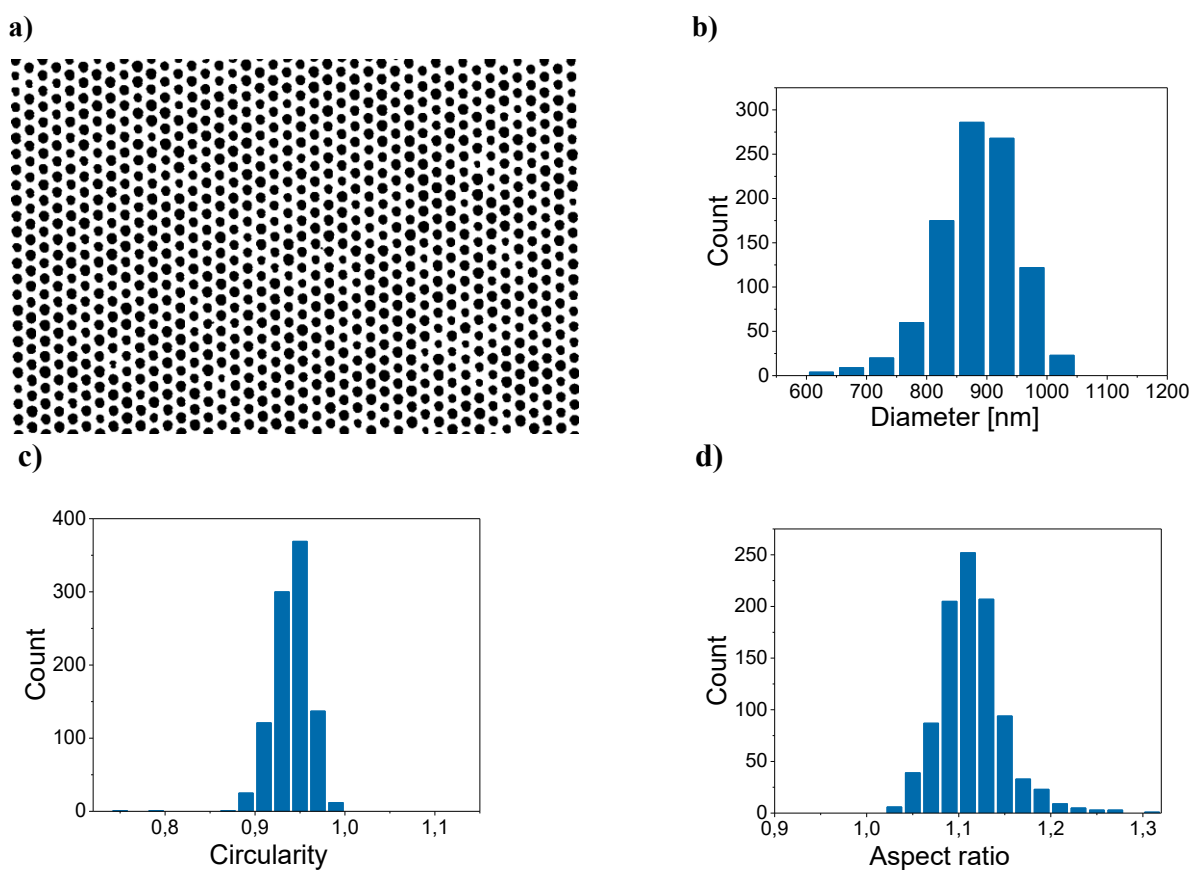 a)
b)
300
250
200
150
100
50
0
Count
600 700 800 900 1000 1100 1200
Diameter [nm]
c)
d)
400
300
200
100
0
Count
0,8 0,9 1,0 1,1
Circularity
250
200
150
100
50
0
Count
0,9 1,0 1,1 1,2 1,3
Aspect ratio